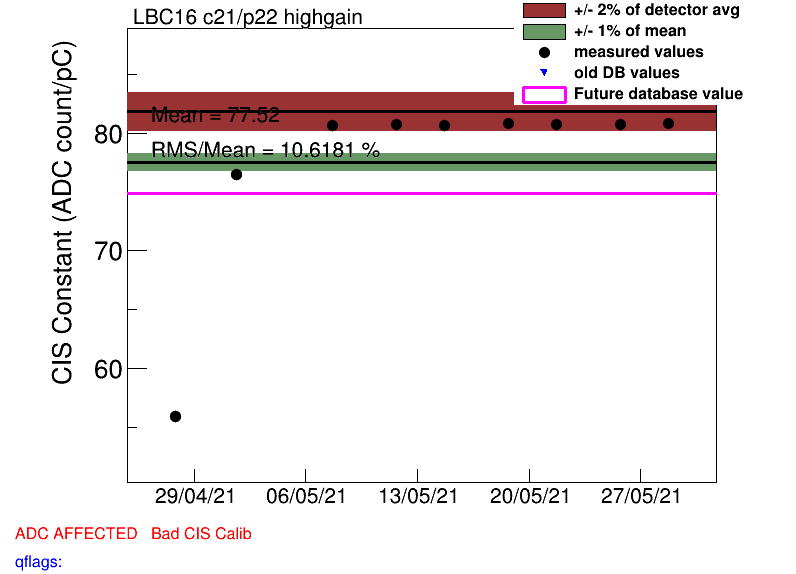 LBC16 c21/p22 highgain
+/- 2% of detector avg
+/- 1% of mean
measured values
old DB values
Future database value
CIS Constant (ADC count/pC)
80
70
60
Mean = 77.52
RMS/Mean = 10.6181 %
29/04/21 06/05/21 13/05/21 20/05/21 27/05/21
ADC AFFECTED Bad CIS Calib
qflags: